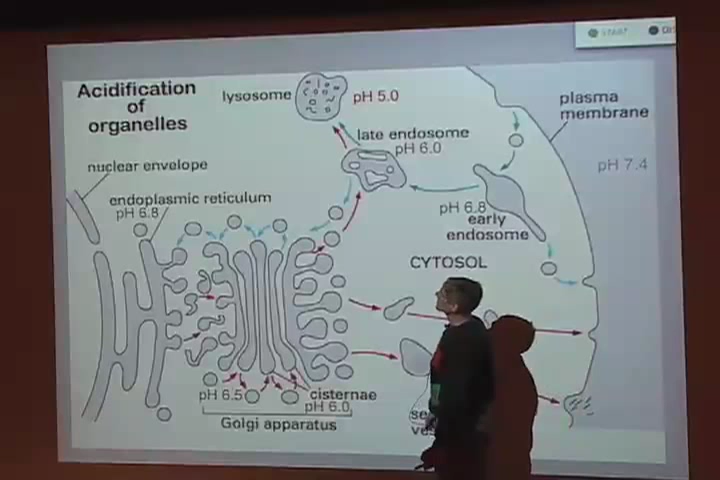 START
Acidification
of
organelles
lysosome
pH 5.0
plasma
membrane
late endosome
pH 6.0
nuclear envelope
pH 7.4
endoplasmic reticulum
pH 6.8
pH 6.8
early
endosome
CYTOSOL
pH 6.5
cisternae
pH 6.0
Golgi apparatus